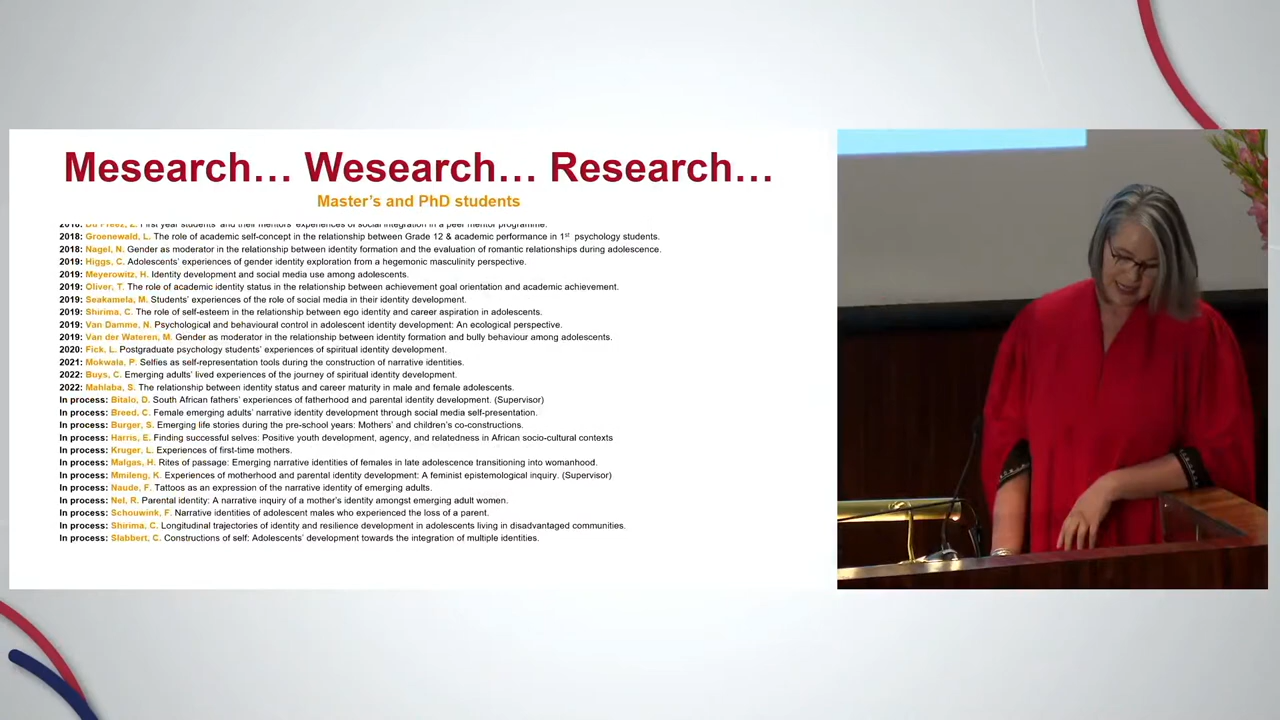 Mesearch… Wesearch… Research…
Master's and PhD students
2018: Du Preez, Z. First year students' and their mentors' experiences of social integration in a peer mentor programme.
2018: Groenewald, L. The role of academic self-concept in the relationship between Grade 12 & academic performance in 1st psychology students.
2018: Nagel, N. Gender as moderator in the relationship between identity formation and the evaluation of romantic relationships during adolescence.
2019: Higgs, C. Adolescents' experiences of gender identity exploration from a hegemonic masculinity perspective.
2019: Meyerowitz, H. Identity development and social media use among adolescents.
2019: Oliver, T. The role of academic identity status in the relationship between achievement goal orientation and academic achievement.
2019: Seakamela, M. Students' experiences of the role of social media in their identity development.
2019: Shirima, C. The role of self-esteem in the relationship between ego identity and career aspiration in adolescents.
2019: Van Damme, N. Psychological and behavioural control in adolescent identity development: An ecological perspective.
2019: Van der Wateren, M. Gender as moderator in the relationship between identity formation and bully behaviour among adolescents.
2020: Fick, L. Postgraduate psychology students' experiences of spiritual identity development.
2021: Mokwala, P. Selfies as self-representation tools during the construction of narrative identities.
2022: Buys, C. Emerging adults' lived experiences of the journey of spiritual identity development.
2022: Mahlaba, S. The relationship between identity status and career maturity in male and female adolescents.
In process: Bitalo, D. South African fathers' experiences of fatherhood and parental identity development. (Supervisor)
In process: Breed, C. Female emerging adults' narrative identity development through social media self-presentation.
In process: Burger, S. Emerging life stories during the pre-school years: Mothers' and children's co-constructions.
In process: Harris, E. Finding successful selves: Positive youth development, agency, and relatedness in African socio-cultural contexts
In process: Kruger, L. Experiences of first-time mothers.
In process: Malgas, H. Rites of passage: Emerging narrative identities of females in late adolescence transitioning into womanhood.
In process: Mmileng, K. Experiences of motherhood and parental identity development: A feminist epistemological inquiry. (Supervisor)
In process: Naude, F. Tattoos as an expression of the narrative identity of emerging adults.
In process: Nel, R. Parental identity: A narrative inquiry of a mother's identity amongst emerging adult women.
In process: Schouwink, F. Narrative identities of adolescent males who experienced the loss of a parent.
In process: Shirima, C. Longitudinal trajectories of identity and resilience development in adolescents living in disadvantaged communities.
In process: Slabbert, C. Constructions of self: Adolescents' development towards the integration of multiple identities.